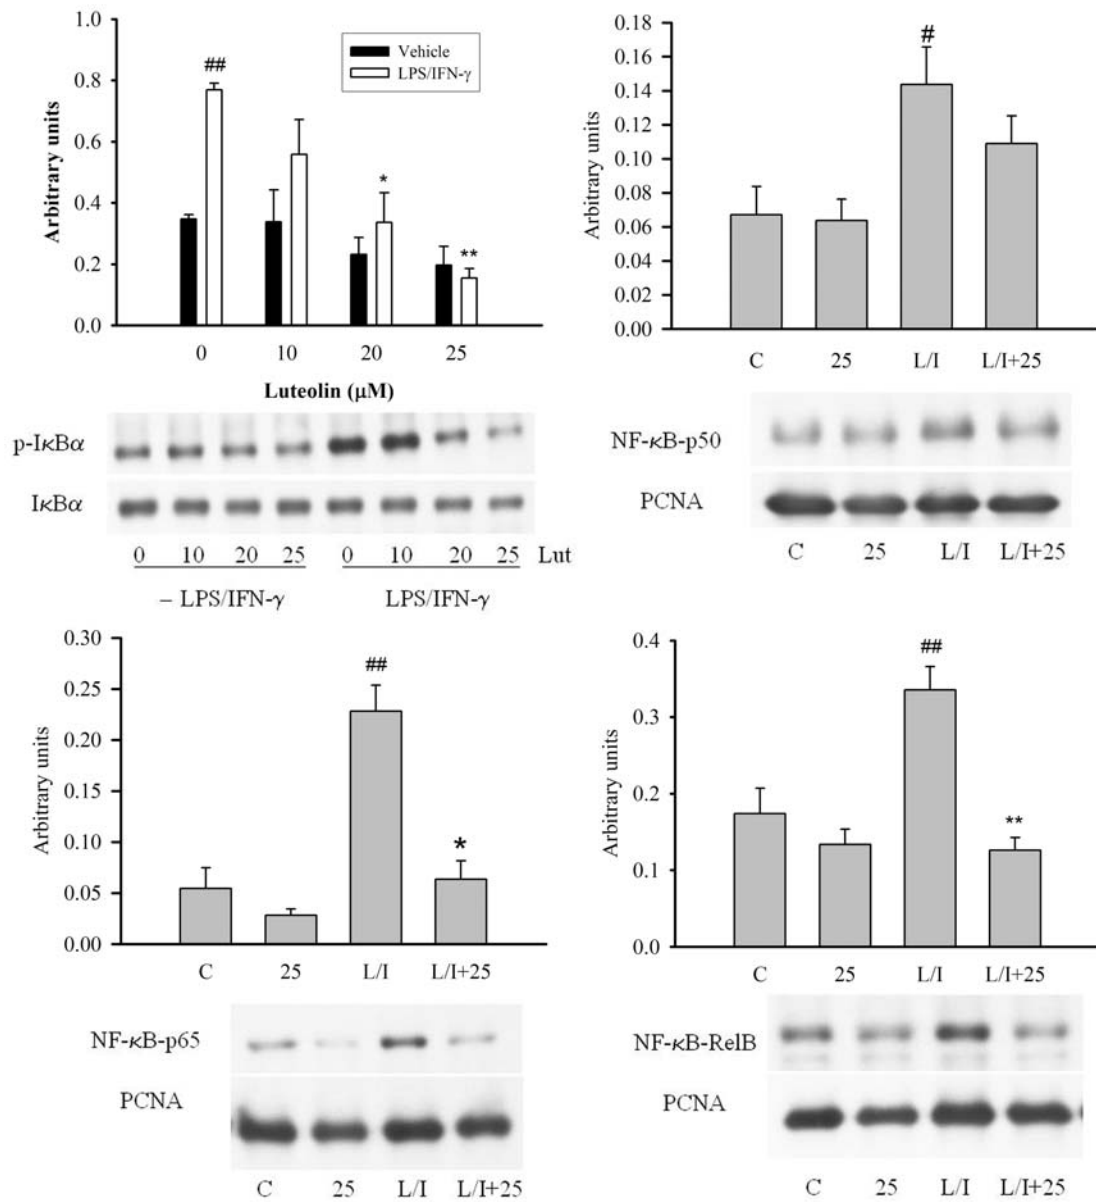 1.0
0.8
0.6
0.4
0.2
0.0
Arbitrary units
Vehicle
LPS/IFN-γ
##
*
**
0 10 20 25
Luteolin (μM)
p-IκBα
IκBα
0 10 20 25 0 10 20 25 Lut
– LPS/IFN-γ LPS/IFN-γ
0.18
0.16
0.14
0.12
0.10
0.08
0.06
0.04
0.02
0.00
Arbitrary units
#
C 25 L/I L/I+25
NF-κB-p50
PCNA
C 25 L/I L/I+25
0.30
0.25
0.20
0.15
0.10
0.05
0.00
Arbitrary units
##
*
C 25 L/I L/I+25
NF-κB-p65
PCNA
C 25 L/I L/I+25
0.4
0.3
0.2
0.1
0.0
Arbitrary units
##
**
C 25 L/I L/I+25
NF-κB-RelB
PCNA
C 25 L/I L/I+25